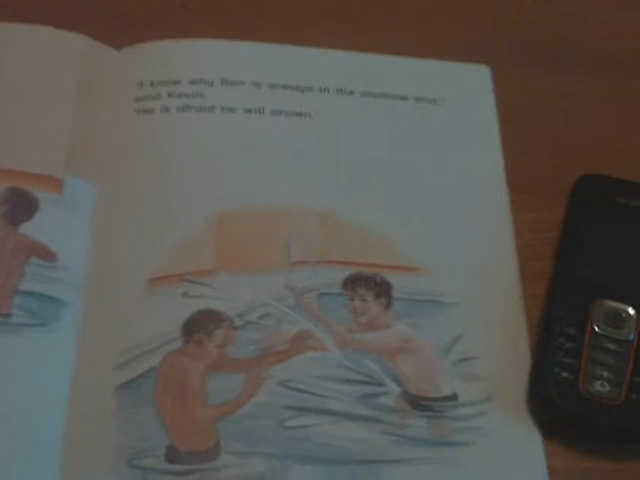 'I know why Ben is always in the shallow end,'
said Kevin.
'He is afraid he will drown.'